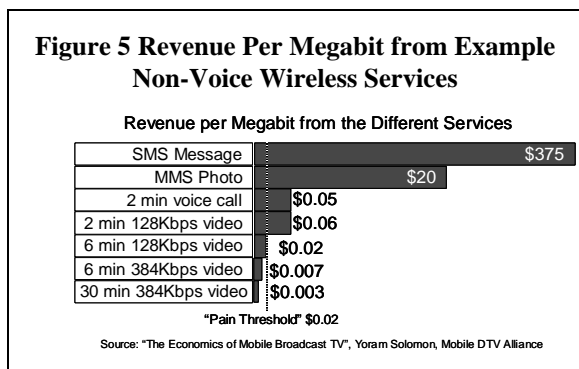 Figure 5 Revenue Per Megabit from Example
Non-Voice Wireless Services
Revenue per Megabit from the Different Services
SMS Message $375
MMS Photo $20
2 min voice call $0.05
2 min 128Kbps video $0.06
6 min 128Kbps video $0.02
6 min 384Kbps video $0.007
30 min 384Kbps video $0.003
“Pain Threshold” $0.02
Source: “The Economics of Mobile Broadcast TV”, Yoram Solomon, Mobile DTV Alliance